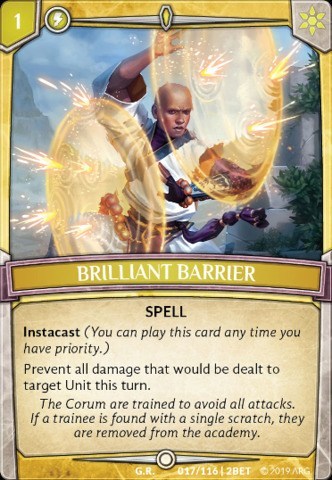 1
BRILLIANT BARRIER
SPELL
Instacast (You can play this card any time you
have priority.)
Prevent all damage that would be dealt to
target Unit this turn.
The Corum are trained to avoid all attacks.
If a trainee is found with a single scratch, they
are removed from the academy.
G.R. 017/116 | 2BET © 2019 ARG